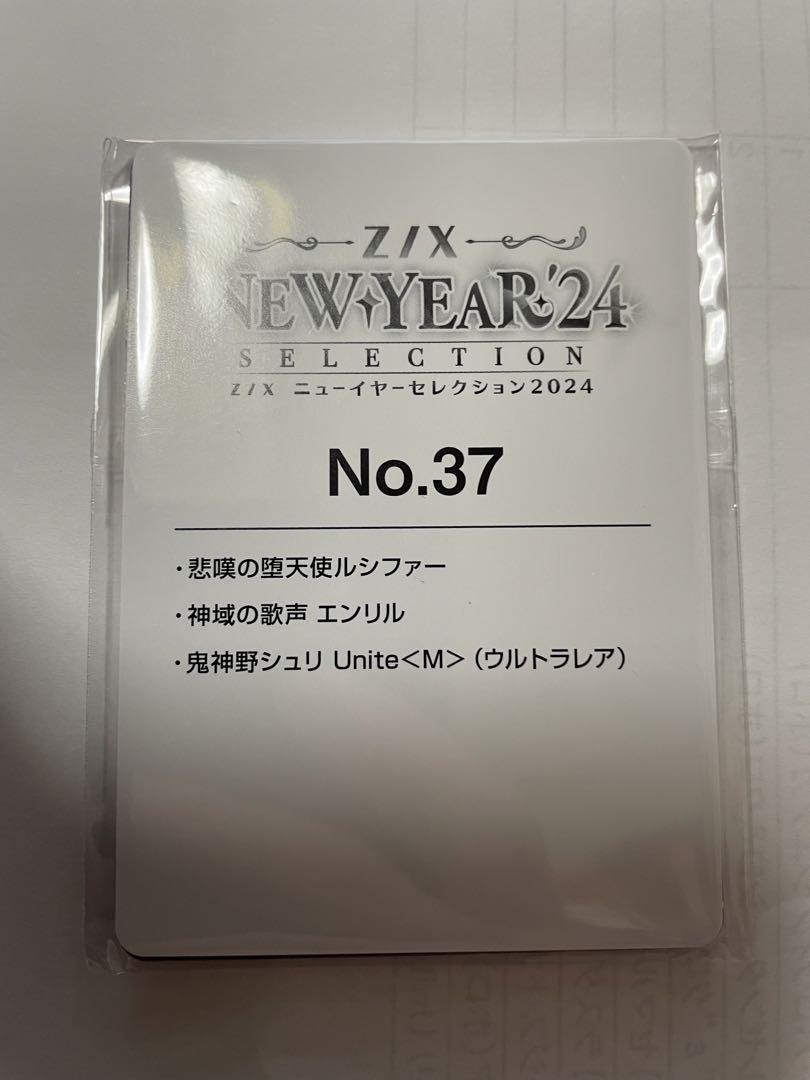 Z/X
NEW YEAR '24
SELECTION
Z/X ニューイヤーセレクション2024
No.37
・悲嘆の堕天使ルシファー
・神域の歌声 エンリル
・鬼神野シュリ Unite<M>(ウルトラレア)